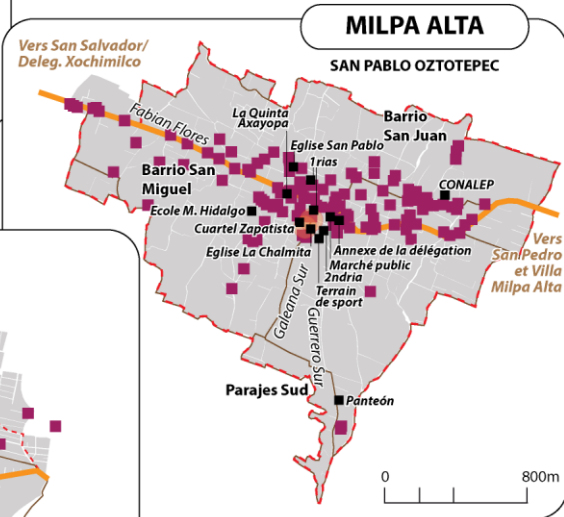 MILPA ALTA
SAN PABLO OZTOTEPEC
Vers San Salvador/
Deleg. Xochimilco
Fabian Flores
La Quinta
Axayopa
Barrio
San Juan
Eglise San Pablo
1rias
Barrio San
Miguel
CONALEP
Ecole M. Hidalgo
Cuartel Zapatista
Eglise La Chalmita
Annexe de la délégation
Marché public
2ndria
Terrain
de sport
Vers
San Pedro
et Villa
Milpa Alta
Galeana Sur
Guerrero Sur
Parajes Sud
Panteón
0 800m